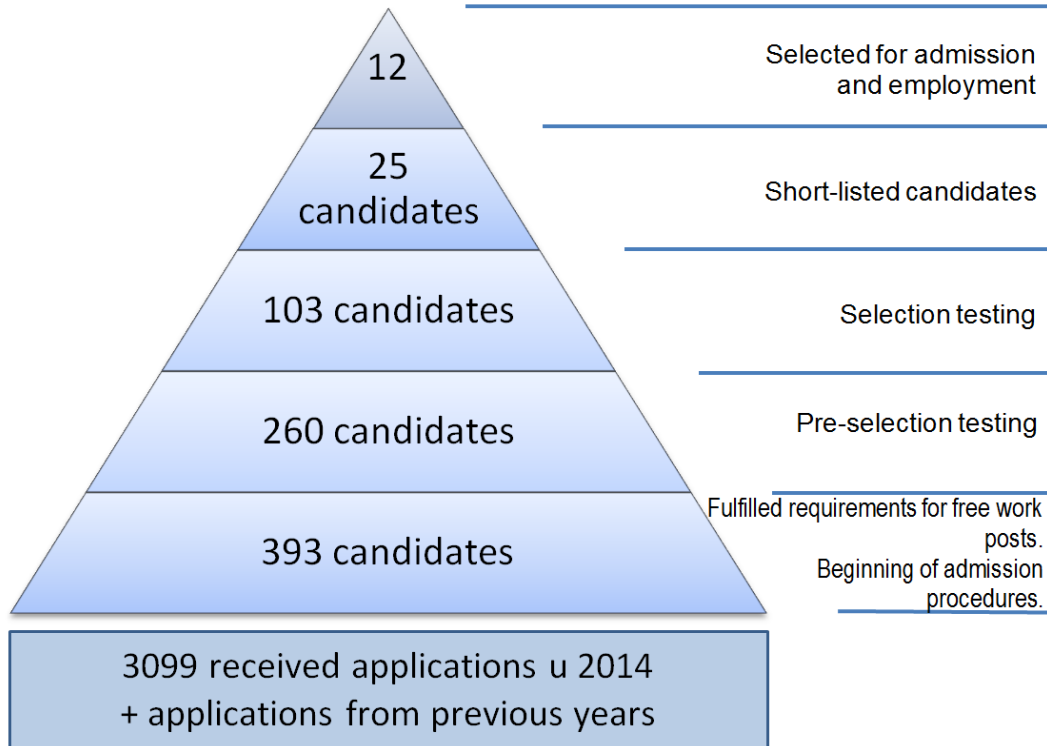 12
Selected for admission
and employment
25
candidates
Short-listed candidates
103 candidates
Selection testing
260 candidates
Pre-selection testing
393 candidates
Fulfilled requirements for free work
posts.
Beginning of admission
procedures.
3099 received applications u 2014
+ applications from previous years